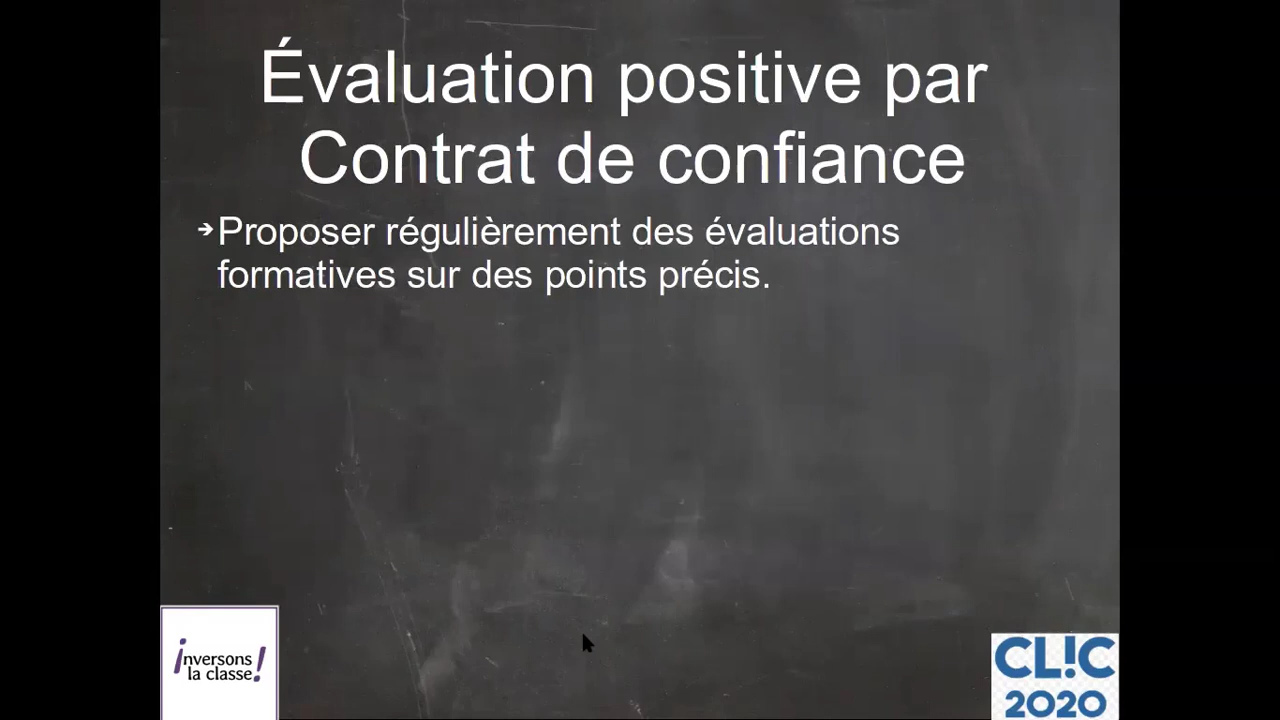 Évaluation positive par
Contrat de confiance
➔Proposer régulièrement des évaluations
formatives sur des points précis.
¡nversons
la classe!
CL!C
2020